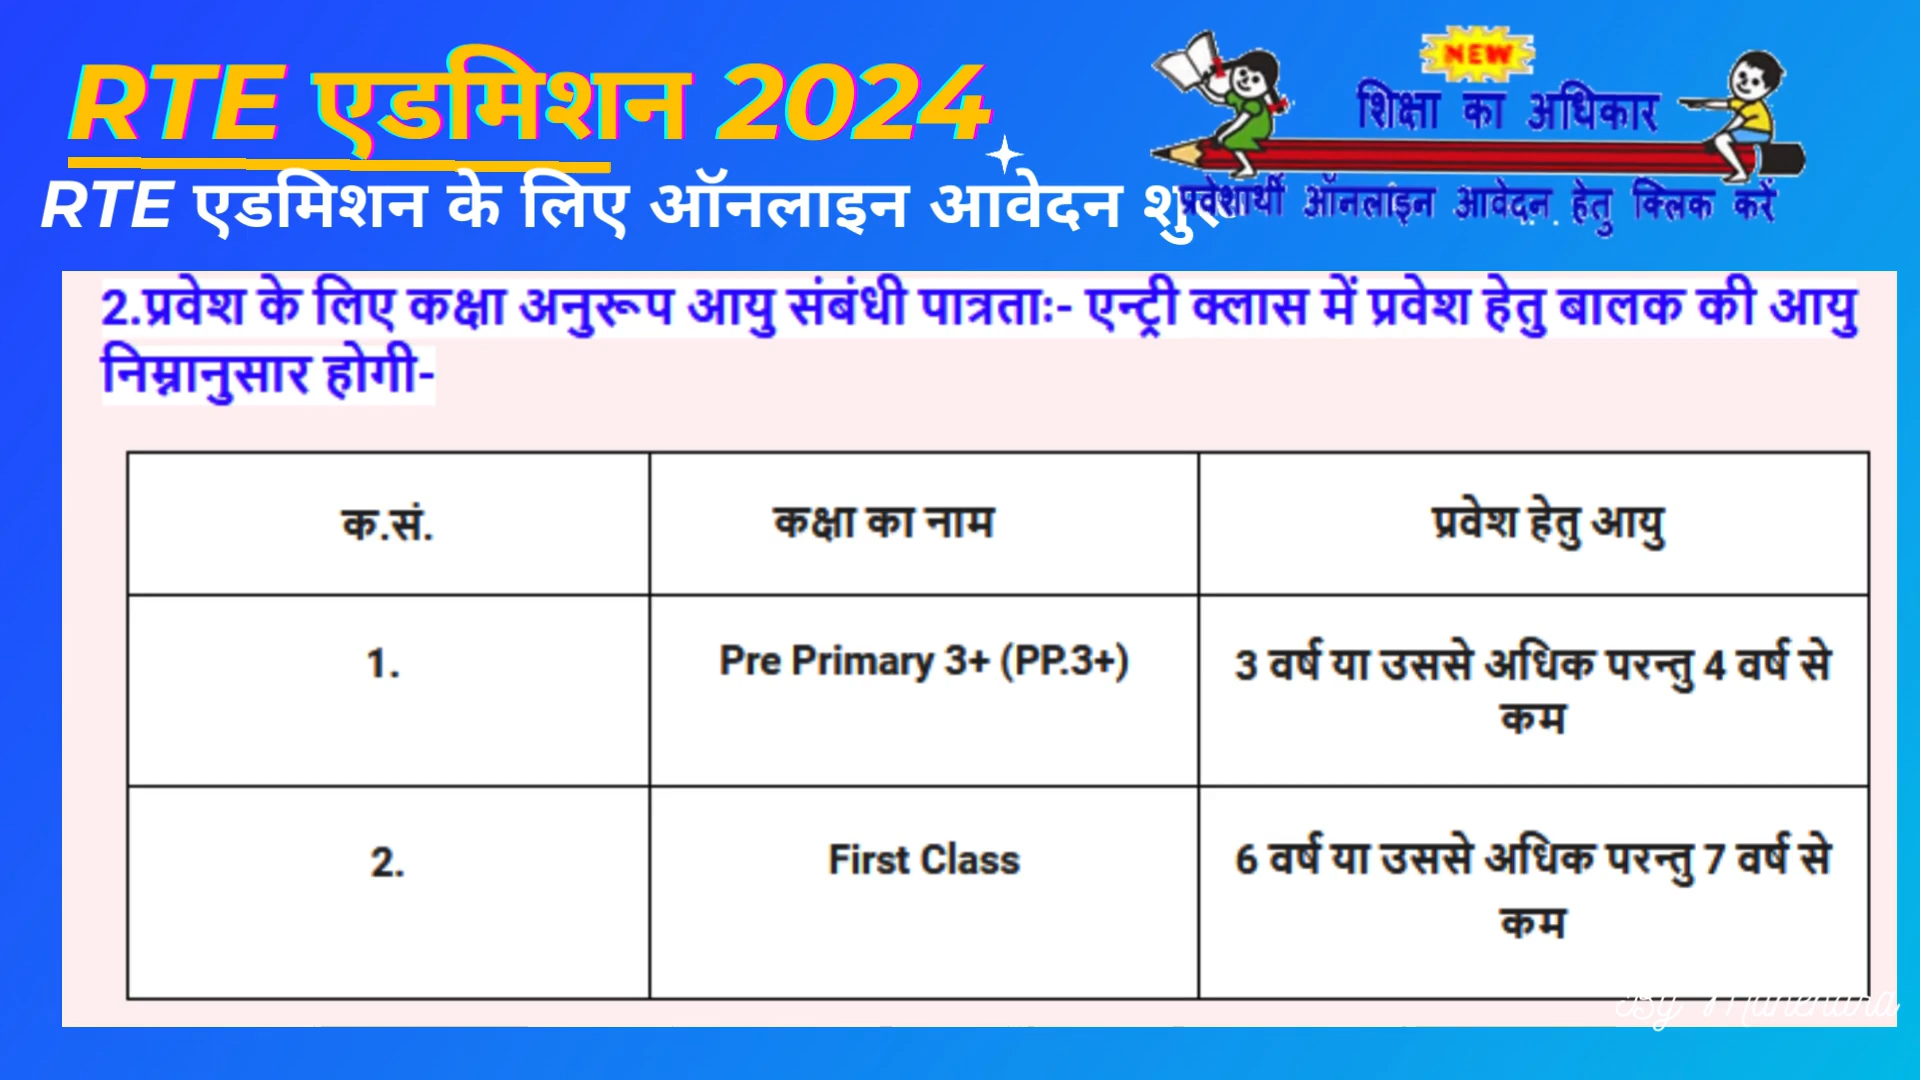 RTE एडमिशन 2024
NEW
शिक्षा का अधिकार
RTE एडमिशन के लिए ऑनलाइन आवेदन शुरू
प्रवेशार्थी ऑनलाइन आवेदन हेतु क्लिक करें
2.प्रवेश के लिए कक्षा अनुरूप आयु संबंधी पात्रताः- एन्ट्री क्लास में प्रवेश हेतु बालक की आयु
निम्नानुसार होगी-
क.सं.
कक्षा का नाम
प्रवेश हेतु आयु
1.
Pre Primary 3+ (PP.3+)
3 वर्ष या उससे अधिक परन्तु 4 वर्ष से
कम
2.
First Class
6 वर्ष या उससे अधिक परन्तु 7 वर्ष से
कम
By